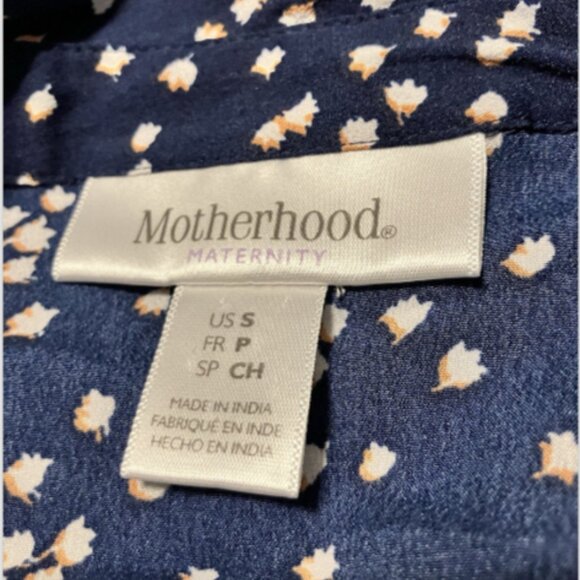 Motherhood®
MATERNITY
US S
FR P
SP CH
MADE IN INDIA
FABRIQUÉ EN INDE
HECHO EN INDIA